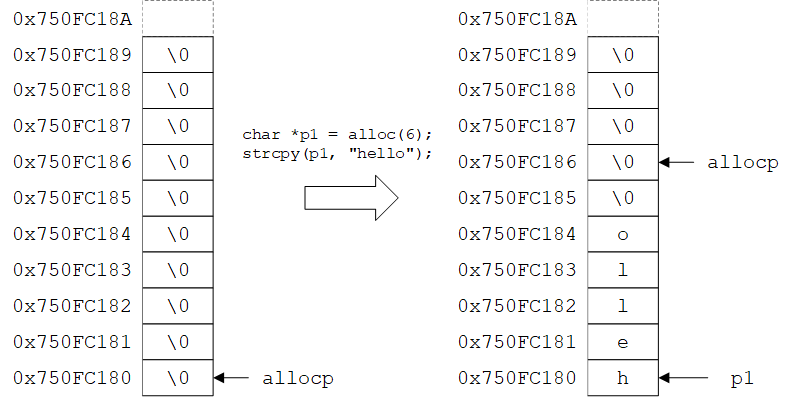 0x750FC18A 0x750FC18A
0x750FC189 \0 0x750FC189 \0
0x750FC188 \0 0x750FC188 \0
0x750FC187 \0 0x750FC187 \0
char *p1 = alloc(6);
strcpy(p1, "hello");
0x750FC186 \0 0x750FC186 \0 allocp
0x750FC185 \0 0x750FC185 \0
0x750FC184 \0 0x750FC184 o
0x750FC183 \0 0x750FC183 l
0x750FC182 \0 0x750FC182 l
0x750FC181 \0 0x750FC181 e
0x750FC180 \0 allocp 0x750FC180 h p1